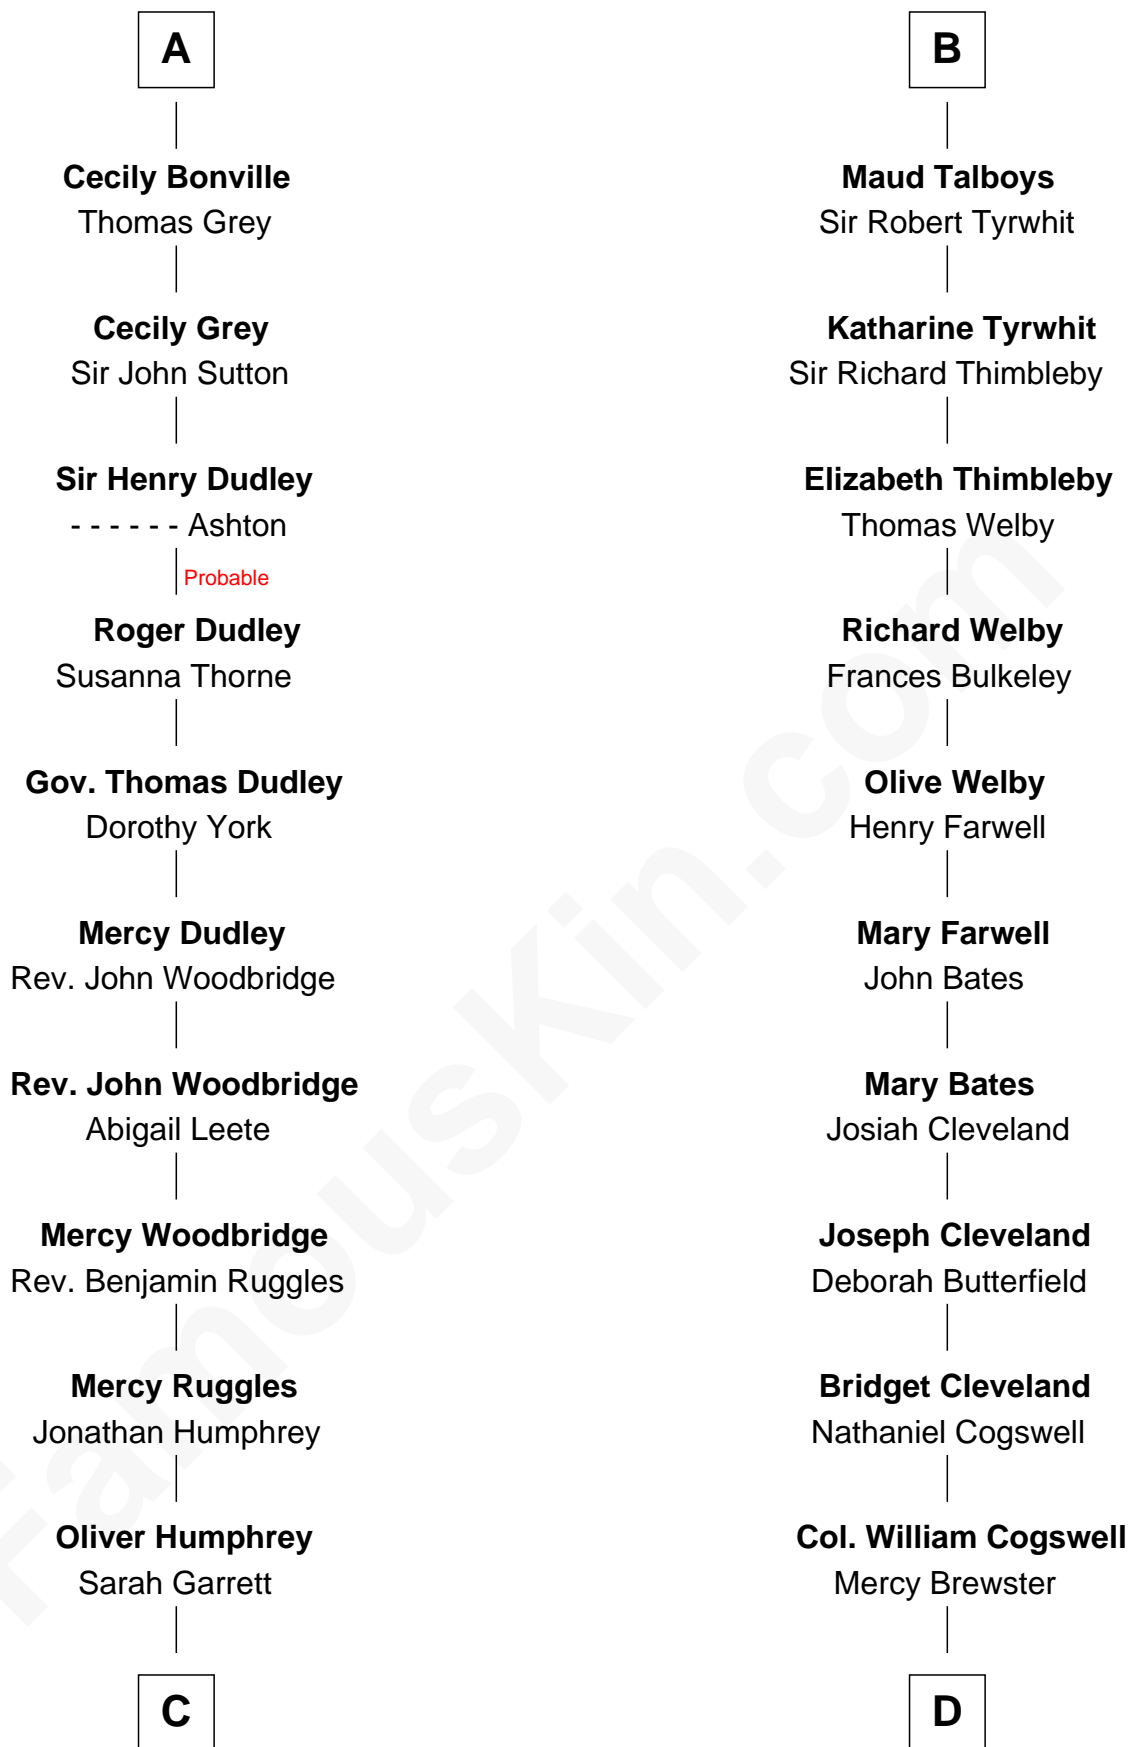 A
Cecily Bonville
Thomas Grey
Cecily Grey
Sir John Sutton
Sir Henry Dudley
- - - - - - Ashton
Probable
Roger Dudley
Susanna Thorne
Gov. Thomas Dudley
Dorothy York
Mercy Dudley
Rev. John Woodbridge
Rev. John Woodbridge
Abigail Leete
Mercy Woodbridge
Rev. Benjamin Ruggles
Mercy Ruggles
Jonathan Humphrey
Oliver Humphrey
Sarah Garrett
C
B
Maud Talboys
Sir Robert Tyrwhit
Katharine Tyrwhit
Sir Richard Thimbleby
Elizabeth Thimbleby
Thomas Welby
Richard Welby
Frances Bulkeley
Olive Welby
Henry Farwell
Mary Farwell
John Bates
Mary Bates
Josiah Cleveland
Joseph Cleveland
Deborah Butterfield
Bridget Cleveland
Nathaniel Cogswell
Col. William Cogswell
Mercy Brewster
D
FamousKin.com